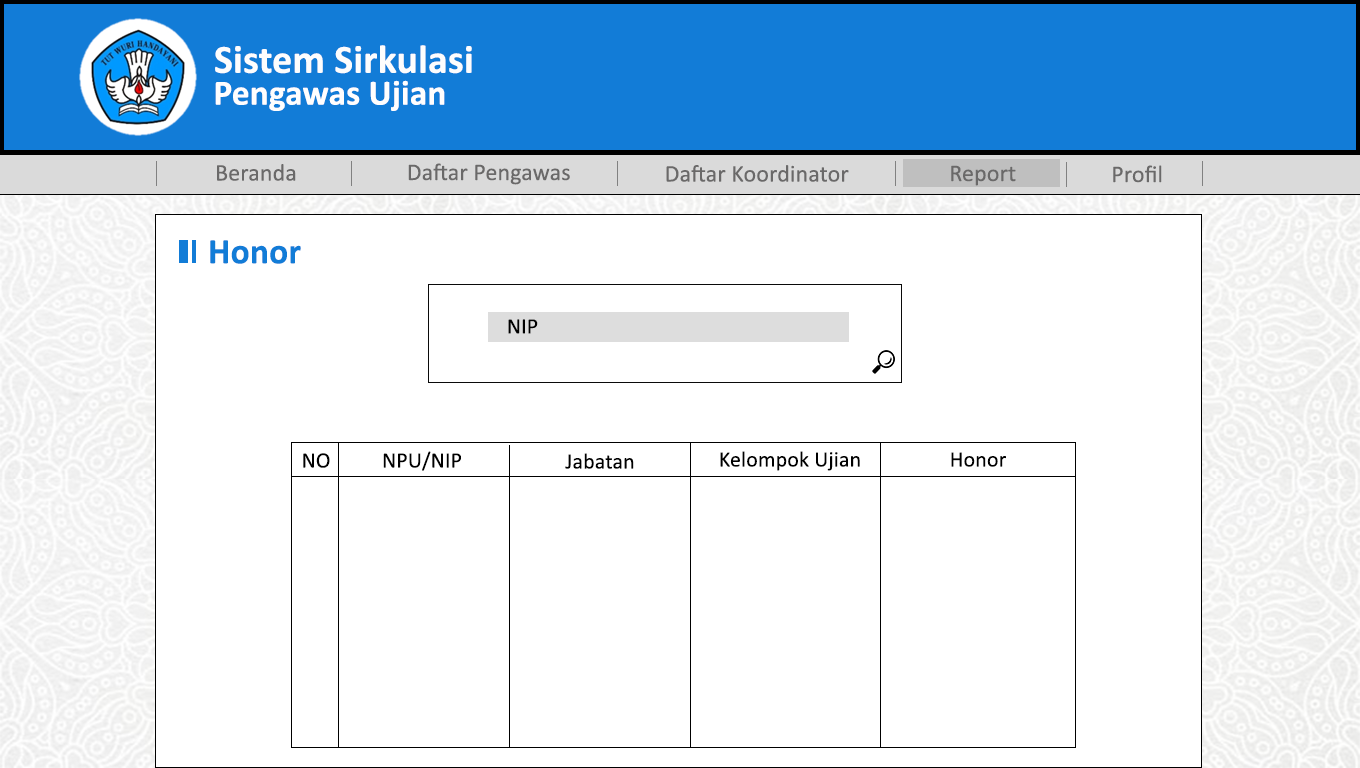 TUT WURI HANDAYANI
Sistem Sirkulasi
Pengawas Ujian
Beranda
Daftar Pengawas
Daftar Koordinator
Report
Profil
Honor
NIP
NO
NPU/NIP
Jabatan
Kelompok Ujian
Honor